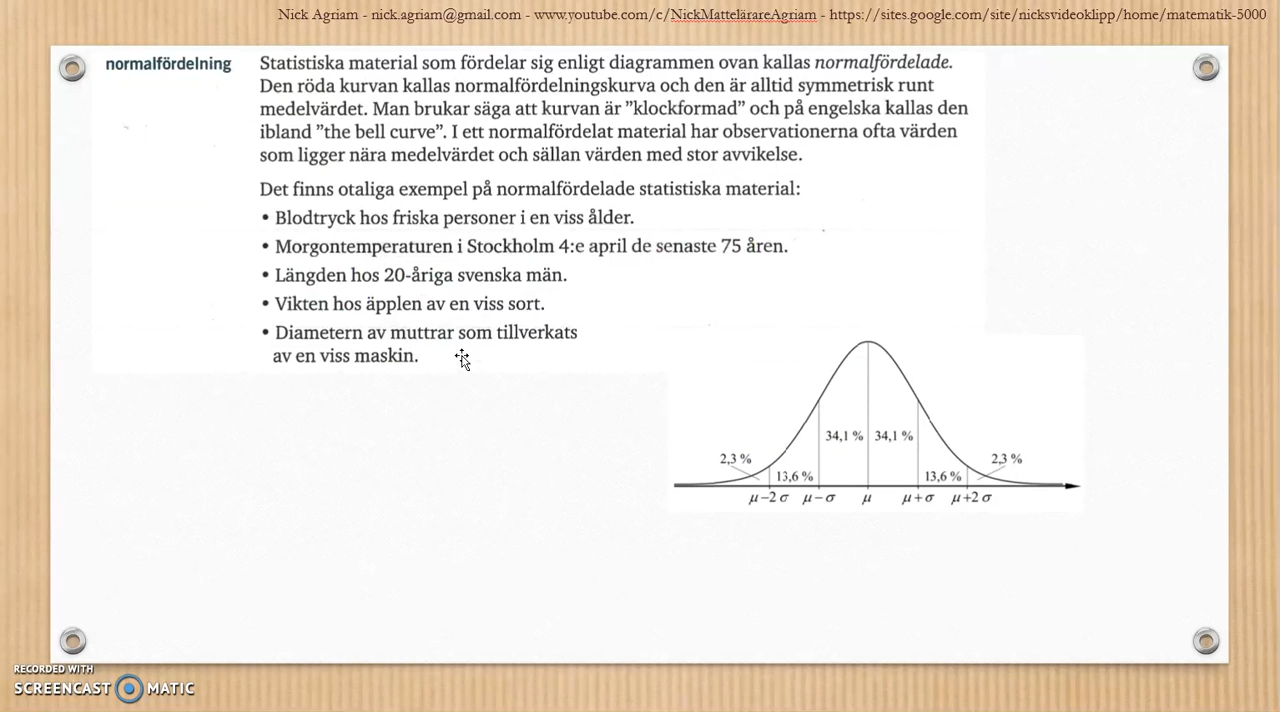 Nick Agriam - nick.agriam@gmail.com - www.youtube.com/c/NickMattelärareAgriam - https://sites.google.com/site/nicksvideoklipp/home/matematik-5000
normalfördelning
Statistiska material som fördelar sig enligt diagrammen ovan kallas normalfördelade.
Den röda kurvan kallas normalfördelningskurva och den är alltid symmetrisk runt
medelvärdet. Man brukar säga att kurvan är ”klockformad” och på engelska kallas den
ibland ”the bell curve”. I ett normalfördelat material har observationerna ofta värden
som ligger nära medelvärdet och sällan värden med stor avvikelse.
Det finns otaliga exempel på normalfördelade statistiska material:
• Blodtryck hos friska personer i en viss ålder.
• Morgontemperaturen i Stockholm 4:e april de senaste 75 åren.
• Längden hos 20-åriga svenska män.
• Vikten hos äpplen av en viss sort.
• Diametern av muttrar som tillverkats
av en viss maskin.
34,1 % 34,1 %
2,3 % 2,3 %
13,6 % 13,6 %
μ−2 σ μ−σ μ μ+σ μ+2 σ
RECORDED WITH
SCREENCAST MATIC